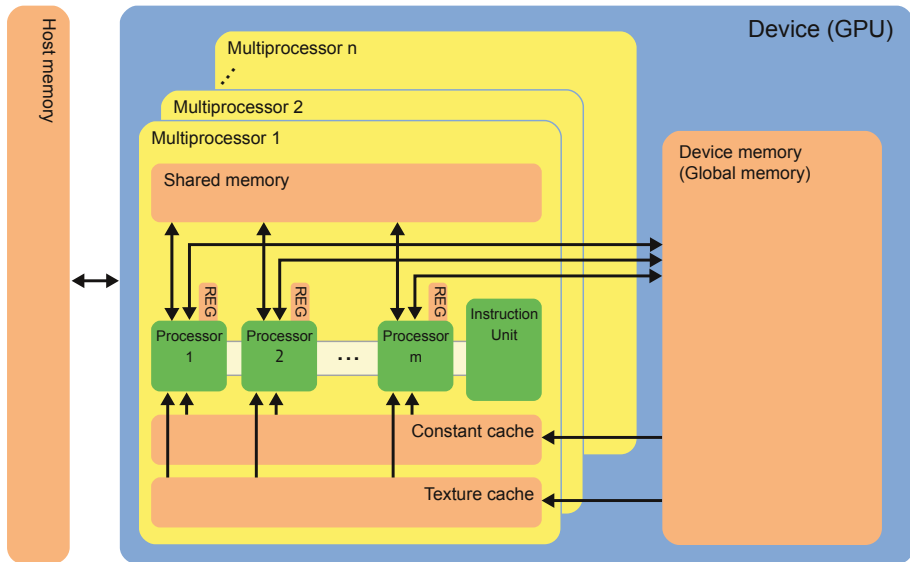 Host memory
Device (GPU)
Multiprocessor n
Multiprocessor 2
Multiprocessor 1
Shared memory
Device memory
(Global memory)
REG
REG
REG
Processor
1
Processor
2
...
Processor
m
Instruction
Unit
Constant cache
Texture cache